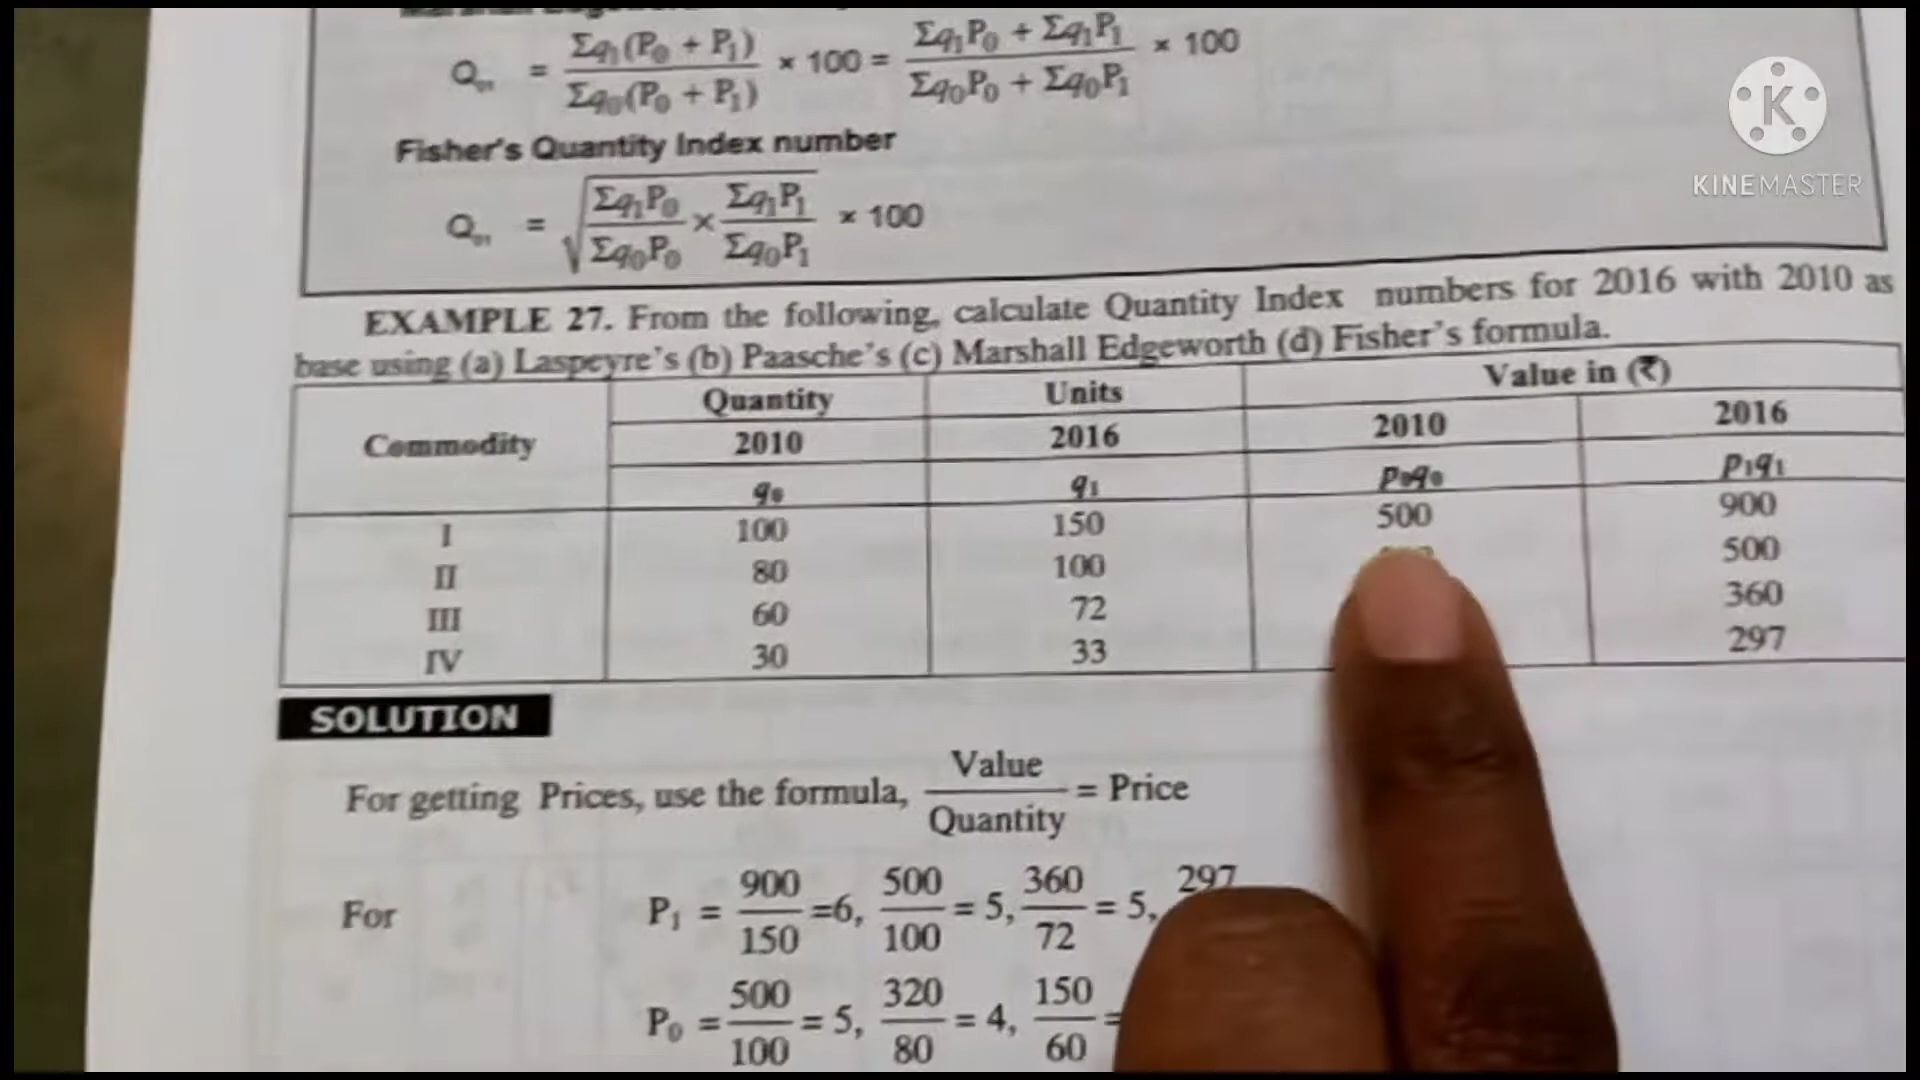 Q₀₁ = Σq₁(P₀ + P₁) / Σq₀(P₀ + P₁) × 100 = Σq₁P₀ + Σq₁P₁ / Σq₀P₀ + Σq₀P₁ × 100
Fisher's Quantity Index number
Q₀₁ = √ Σq₁P₀ / Σq₀P₀ × Σq₁P₁ / Σq₀P₁ × 100
K
KINEMASTER
EXAMPLE 27. From the following, calculate Quantity Index numbers for 2016 with 2010 as
base using (a) Laspeyre's (b) Paasche's (c) Marshall Edgeworth (d) Fisher's formula.
Commodity Quantity Units Value in (₹)
2010 2016 2010 2016
q₀ q₁ p₀q₀ p₁q₁
I 100 150 500 900
II 80 100 500
III 60 72 360
IV 30 33 297
SOLUTION
For getting Prices, use the formula, Value / Quantity = Price
For P₁ = 900/150 =6, 500/100 = 5, 360/72 = 5, 297
P₀ = 500/100 = 5, 320/80 = 4, 150/60 =